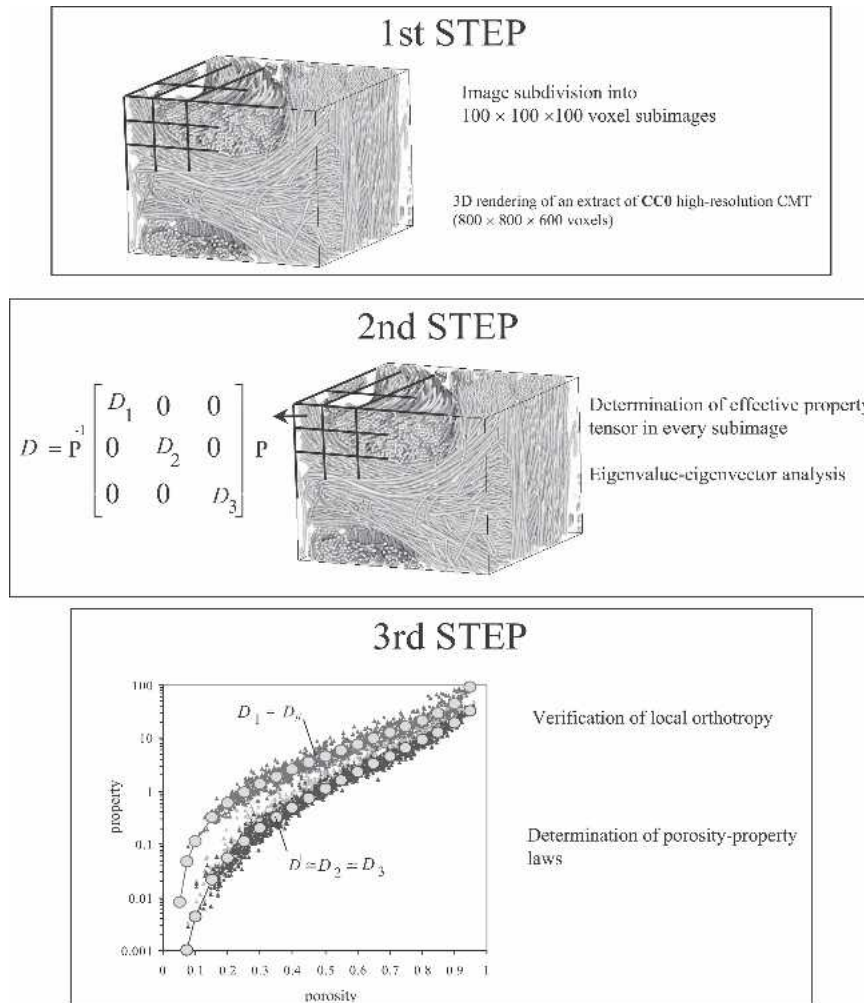 1st STEP
Image subdivision into
100 × 100 ×100 voxel subimages
3D rendering of an extract of CC0 high-resolution CMT
(800 × 800 × 600 voxels)
2nd STEP
D = P⁻¹
D₁ 0 0
0 D₂ 0
0 0 D₃
P
Determination of effective property
tensor in every subimage
Eigenvalue-eigenvector analysis
3rd STEP
100
10
1
0.1
0.01
0.001
property
D₁ =
D = D₂ = D₃
0 0 1 0 2 0.3 0.4 0.5 0.6 0.7 0 8 0 9 1
porosity
Verification of local orthotropy
Determination of porosity-property
laws